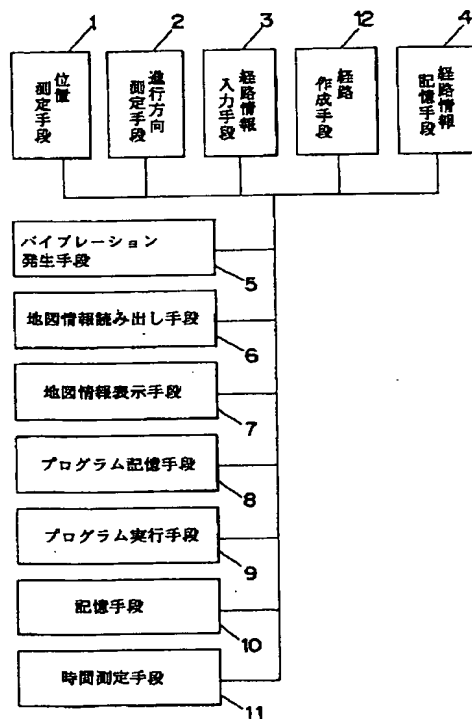 1
2
3
12
4
位置
測定手段
進行方向
測定手段
経路情報
入力手段
経路
作成手段
経路情報
記憶手段
バイブレーション
発生手段
5
地図情報読み出し手段
6
地図情報表示手段
7
プログラム記憶手段
8
プログラム実行手段
9
記憶手段
10
時間測定手段
11